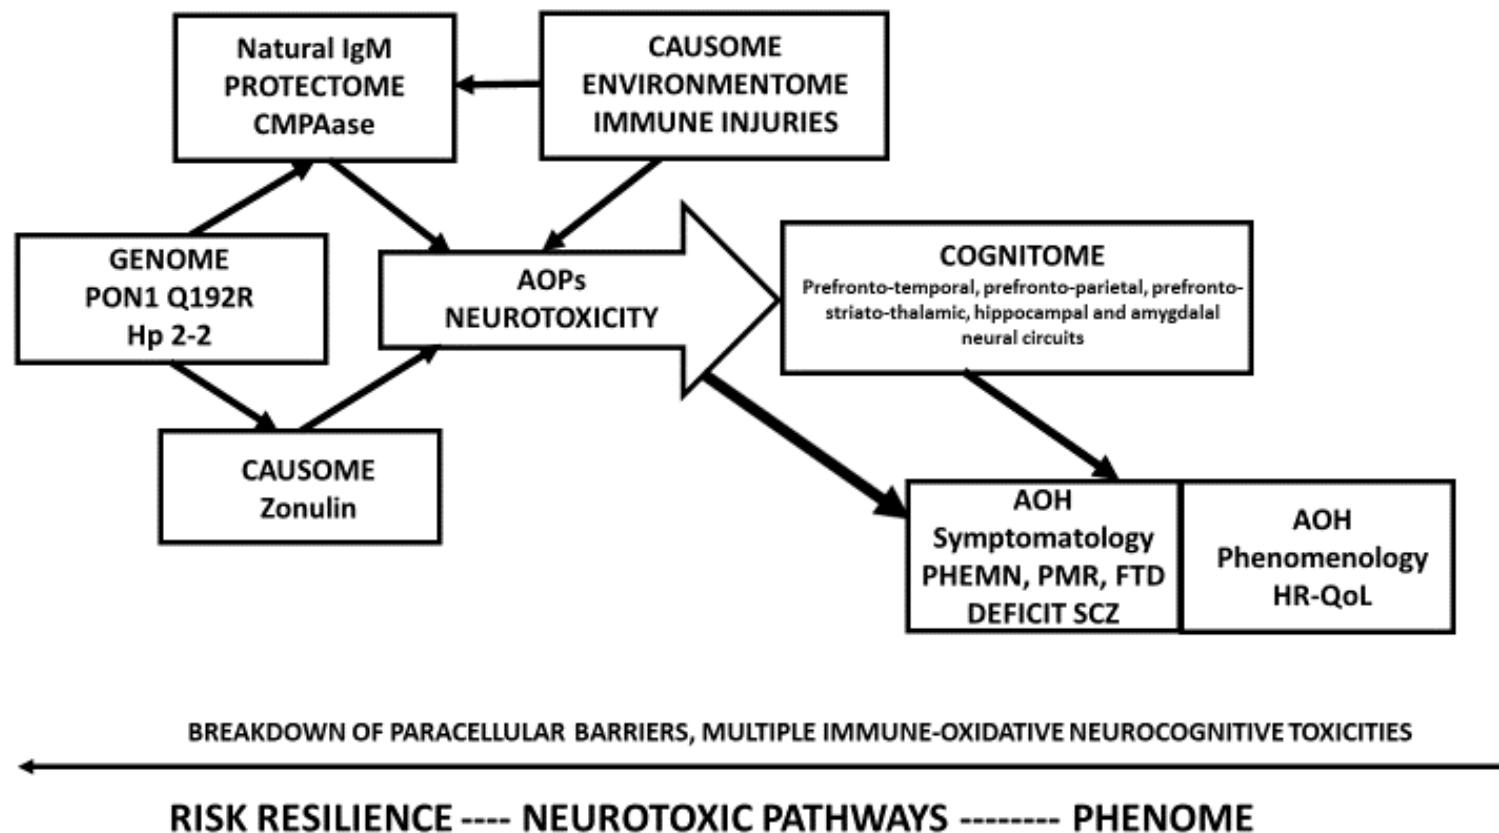 Natural IgM
PROTECTOME
CMPAase
CAUSOME
ENVIRONMENTOME
IMMUNE INJURIES
GENOME
PON1 Q192R
Hp 2-2
AOPs
NEUROTOXICITY
COGNITOME
Prefronto-temporal, prefronto-parietal, prefronto-
striato-thalamic, hippocampal and amygdalal
neural circuits
CAUSOME
Zonulin
AOH
Symptomatology
PHEMN, PMR, FTD
DEFICIT SCZ
AOH
Phenomenology
HR-QoL
BREAKDOWN OF PARACELLULAR BARRIERS, MULTIPLE IMMUNE-OXIDATIVE NEUROCOGNITIVE TOXICITIES
RISK RESILIENCE ---- NEUROTOXIC PATHWAYS -------- PHENOME